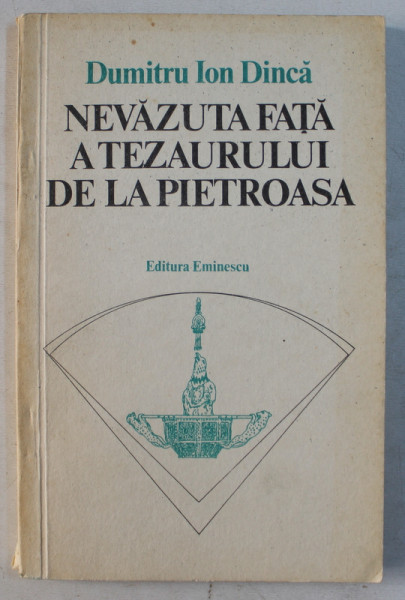 Dumitru Ion Dincă
NEVĂZUTA FAȚĂ
A TEZAURULUI
DE LA PIETROASA
Editura Eminescu